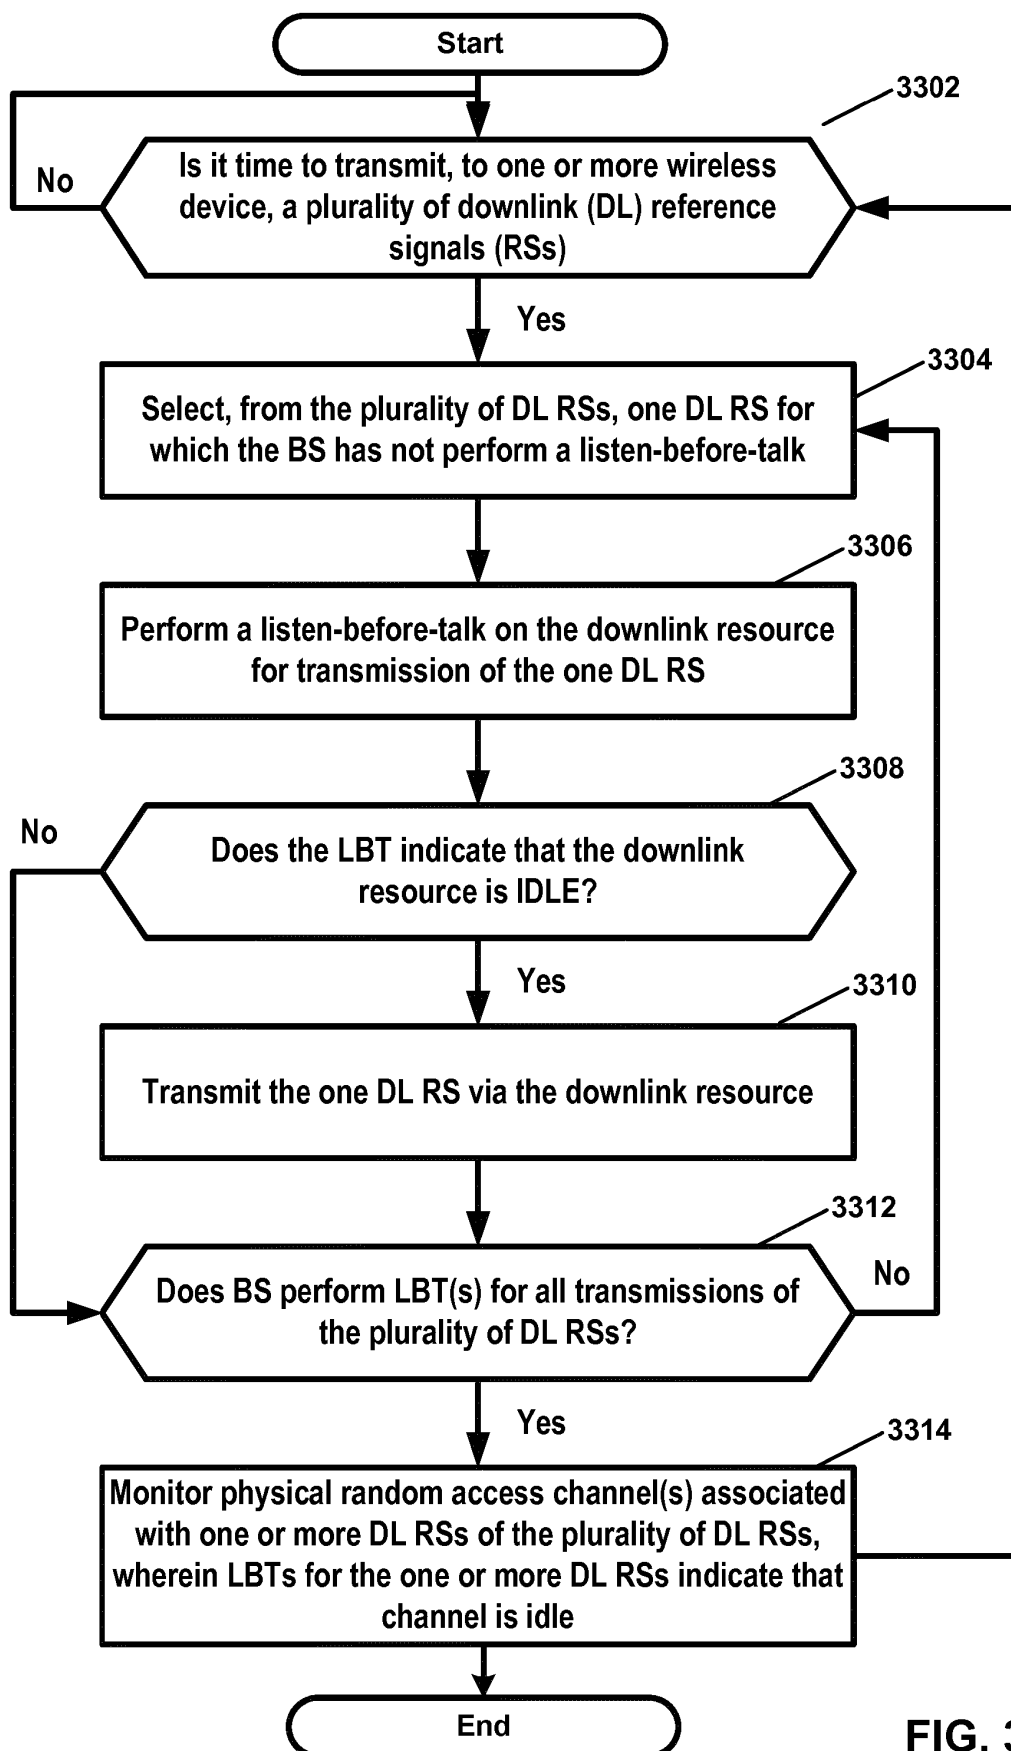 Start
3302
Is it time to transmit, to one or more wireless
device, a plurality of downlink (DL) reference
signals (RSs)
No
Yes
3304
Select, from the plurality of DL RSs, one DL RS for
which the BS has not perform a listen-before-talk
3306
Perform a listen-before-talk on the downlink resource
for transmission of the one DL RS
3308
No
Does the LBT indicate that the downlink
resource is IDLE?
Yes
3310
Transmit the one DL RS via the downlink resource
3312
Does BS perform LBT(s) for all transmissions of
the plurality of DL RSs?
No
Yes
3314
Monitor physical random access channel(s) associated
with one or more DL RSs of the plurality of DL RSs,
wherein LBTs for the one or more DL RSs indicate that
channel is idle
End
FIG.